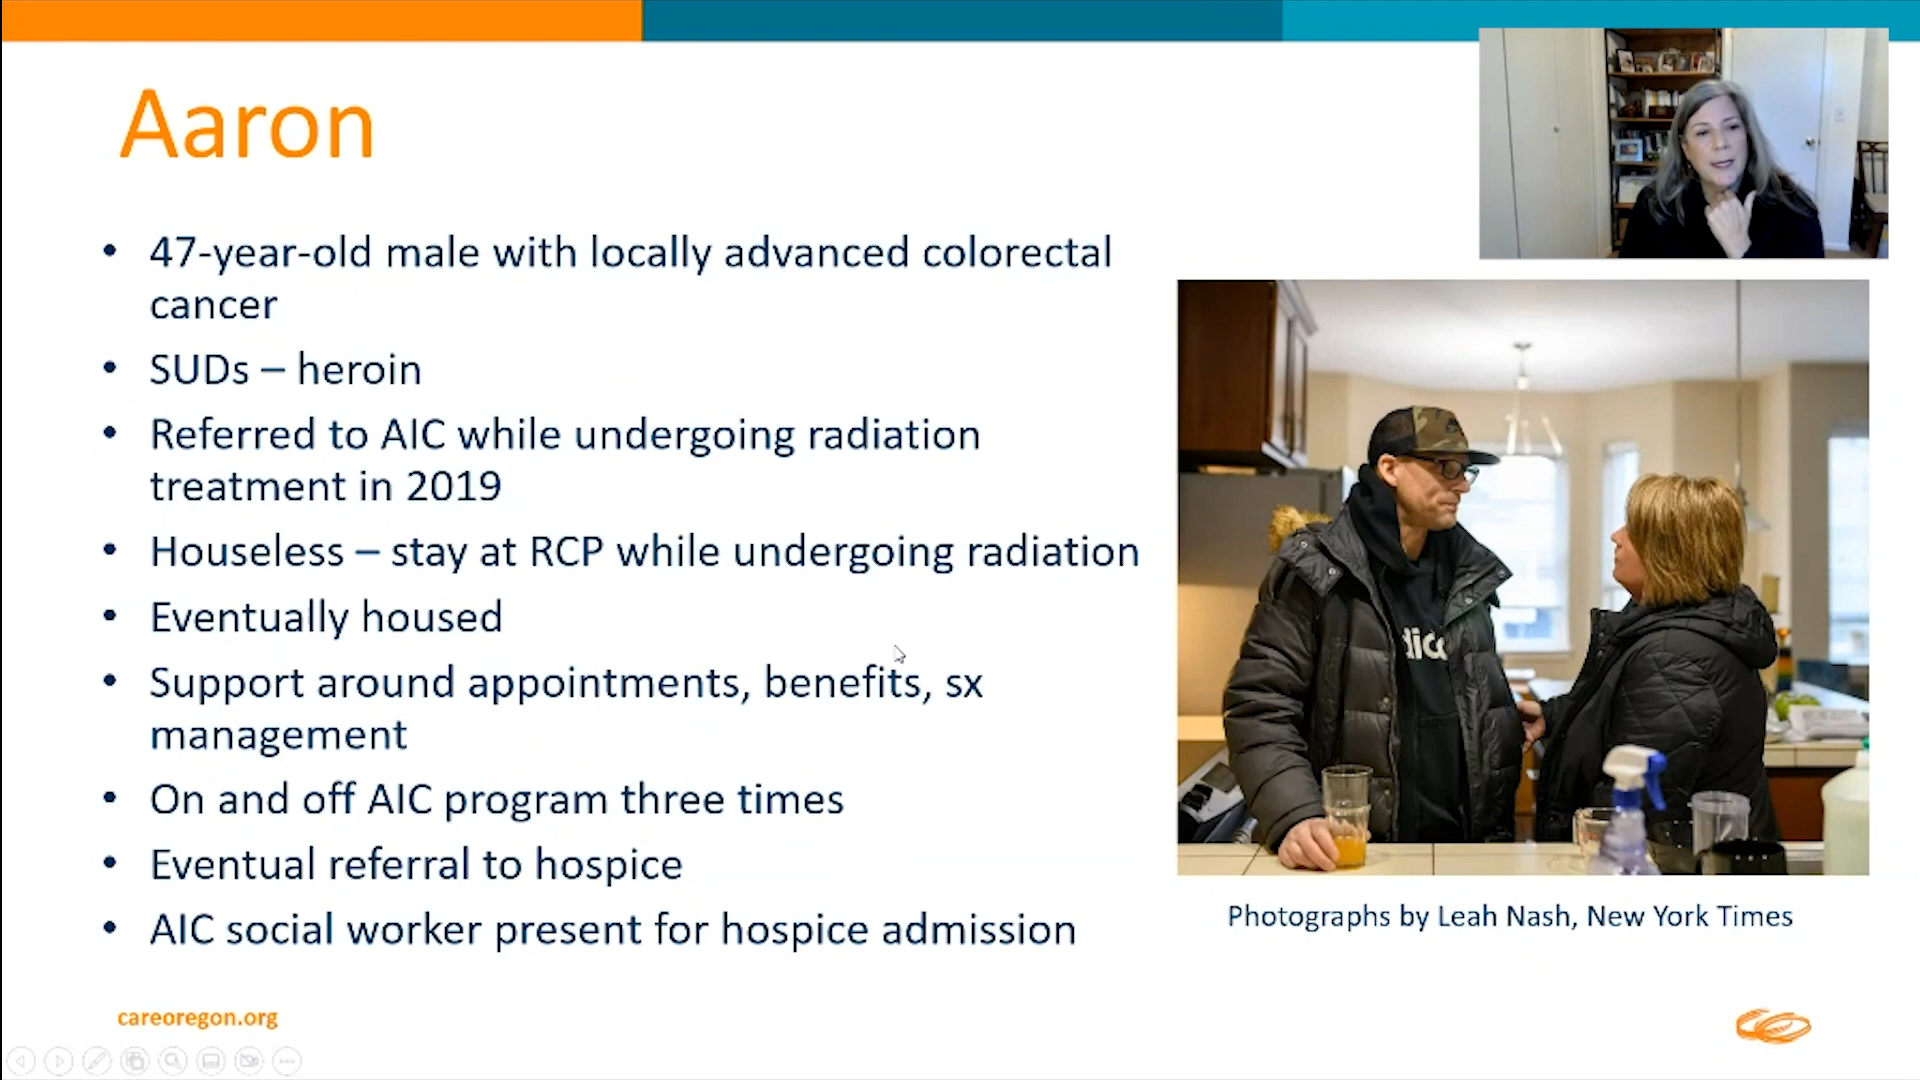 Aaron
• 47-year-old male with locally advanced colorectal
cancer
• SUDs – heroin
• Referred to AIC while undergoing radiation
treatment in 2019
• Houseless – stay at RCP while undergoing radiation
• Eventually housed
• Support around appointments, benefits, sx
management
• On and off AIC program three times
• Eventual referral to hospice
• AIC social worker present for hospice admission
Photographs by Leah Nash, New York Times
careoregon.org